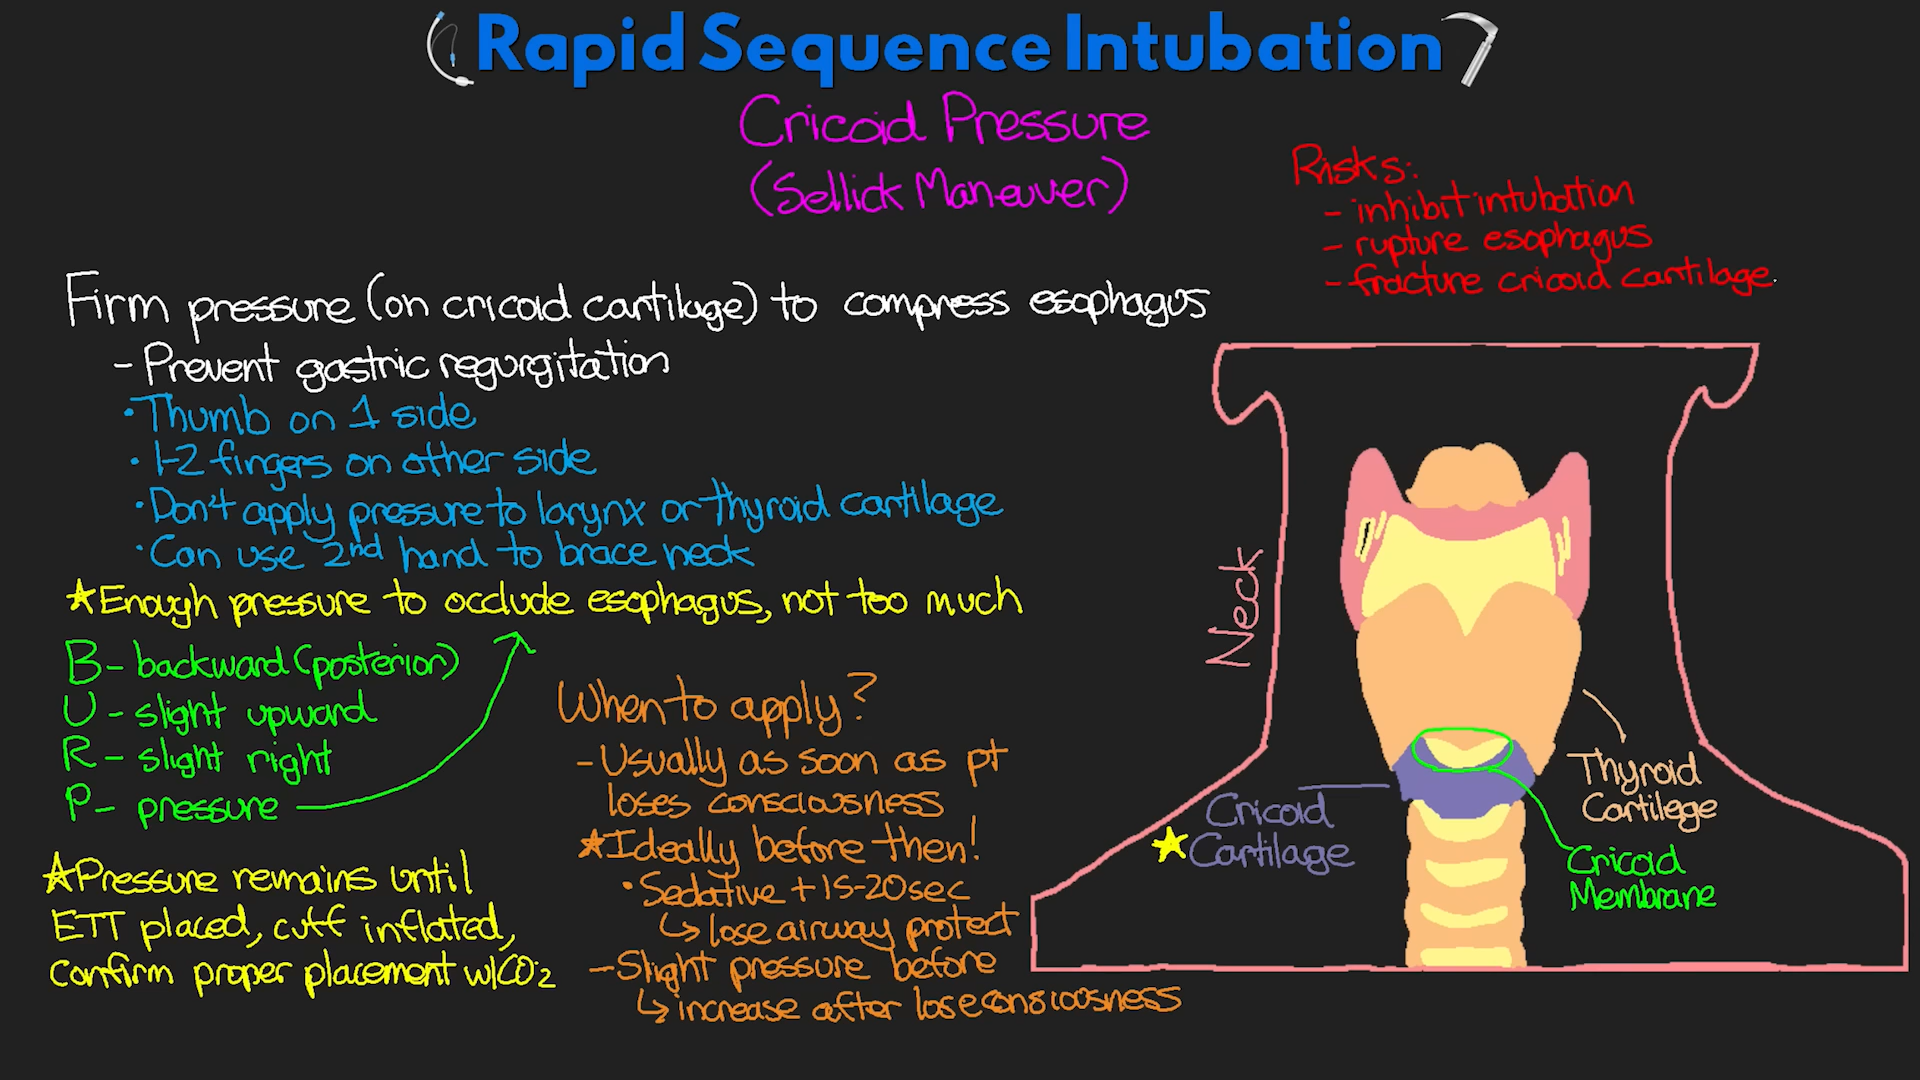 Rapid Sequence Intubation
Cricoid Pressure
(Sellick Maneuver)
Risks:
- inhibit intubation
- rupture esophagus
- fracture cricoid cartilage.
Firm pressure (on cricoid cartilage) to compress esophagus
- Prevent gastric regurgitation
• Thumb on 1 side
• 1-2 fingers on other side
• Don't apply pressure to larynx or thyroid cartilage
• Can use 2nd hand to brace neck
★ Enough pressure to occlude esophagus, not too much
B - backward (posterior)
U - slight upward
R - slight right
P - pressure
★ Pressure remains until
ETT placed, cuff inflated,
confirm proper placement w/CO2
When to apply?
- Usually as soon as pt
loses consciousness
★ Ideally before then!
• Sedative + 15-20sec
↳ lose airway protect
- Slight pressure before
↳ increase after lose consciousness
Neck
Thyroid
Cartilege
Cricoid
Cartilage
Cricoid
Membrane